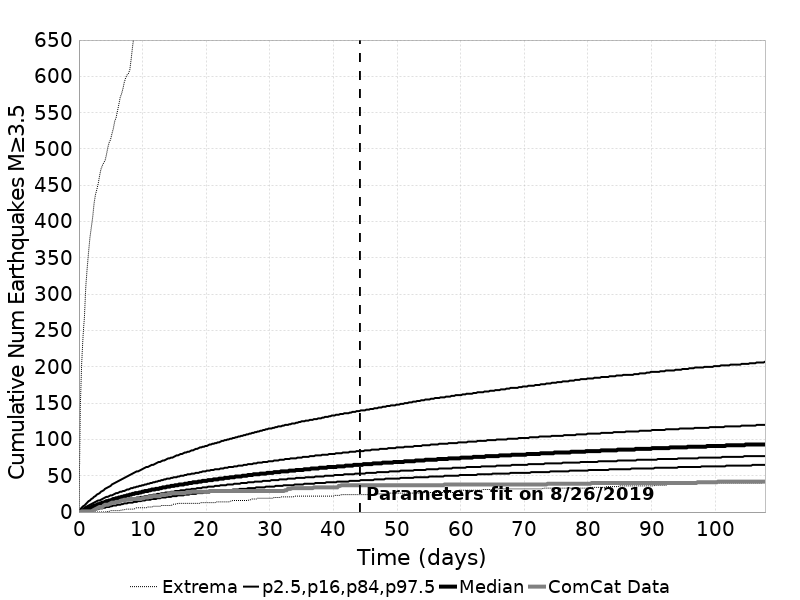 650
600
550
500
450
400
350
300
250
200
150
100
50
0
Cumulative Num Earthquakes M≥3.5
Parameters fit on 8/26/2019
0 10 20 30 40 50 60 70 80 90 100
Time (days)
Extrema p2.5,p16,p84,p97.5 Median ComCat Data